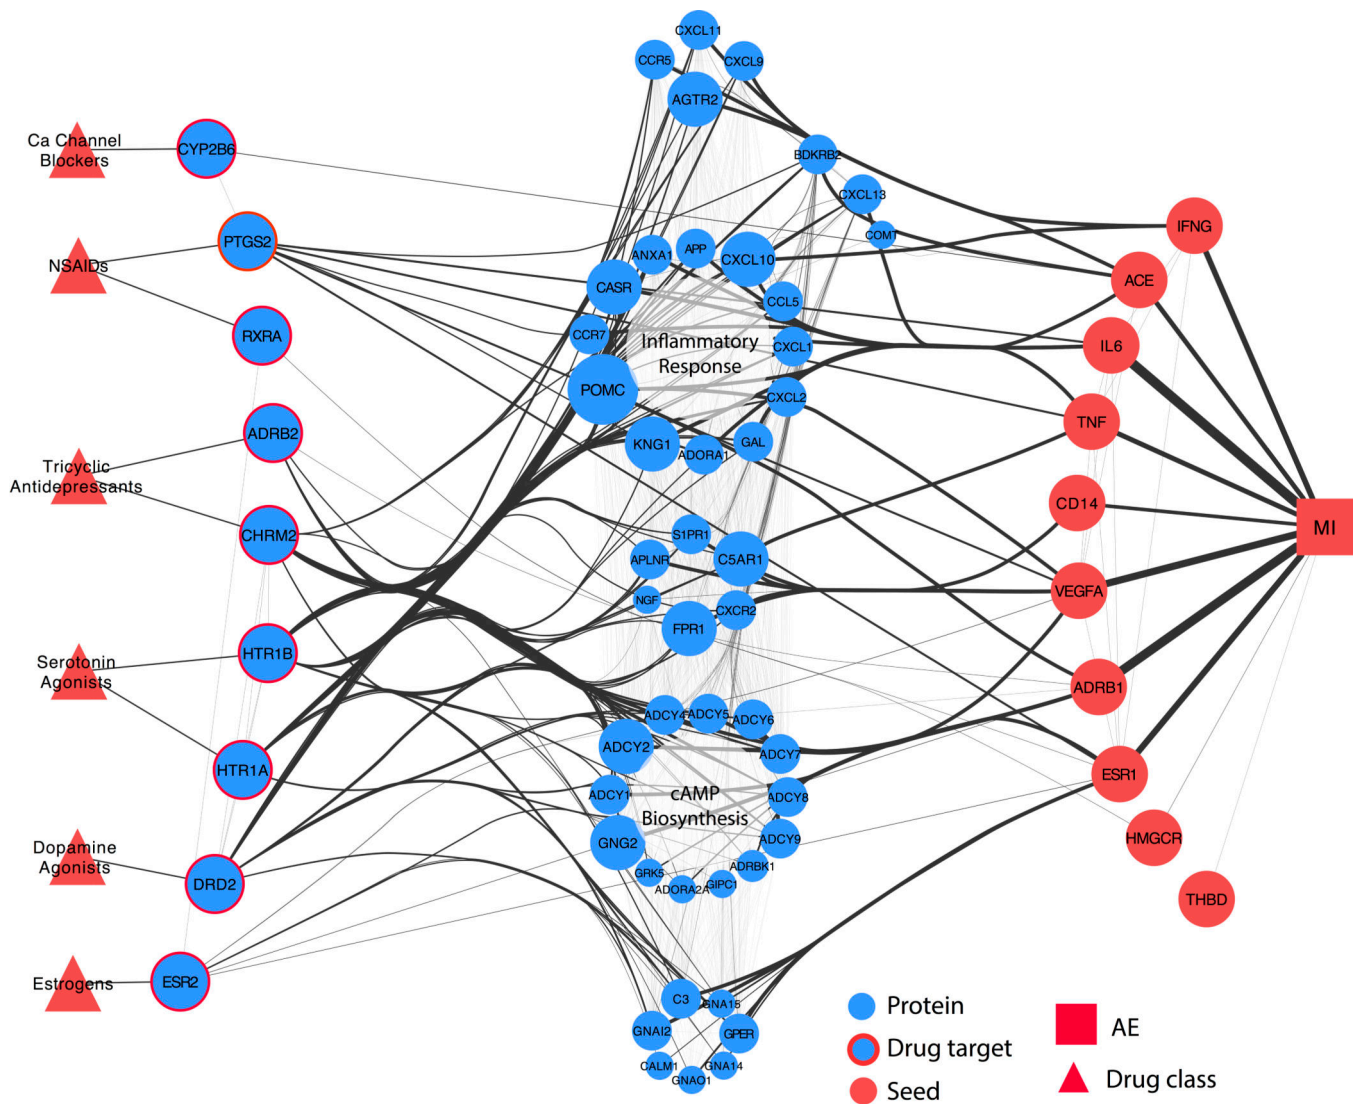 CXCL11
CCR5
CXCL9
AGTR2
Ca Channel
Blockers
CYP2B6
BDKRB2
CXCL13
COMT
IFNG
PTGS2
NSAIDs
ANXA1
APP
CXCL10
CASR
CCL5
ACE
RXRA
CCR7
Inflammatory
Response
CXCL1
IL6
POMC
CXCL2
TNF
ADRB2
KNG1
ADORA1
GAL
Tricyclic
Antidepressants
CHRM2
CD14
MI
S1PR1
APLNR
C5AR1
NGF
CXCR2
VEGFA
FPR1
Serotonin
Agonists
HTR1B
ADRB1
ADCY4
ADCY5
ADCY6
ADCY2
ADCY7
HTR1A
ESR1
ADCY1
cAMP
Biosynthesis
ADCY8
GNG2
ADCY9
HMGCR
Dopamine
Agonists
DRD2
GRK5
ADORA2A
GIPC1
ADRBK1
THBD
Estrogens
ESR2
C3
GNA15
GNAI2
GPER
CALM1
GNAO1
GNA14
Protein
Drug target
Seed
AE
Drug class